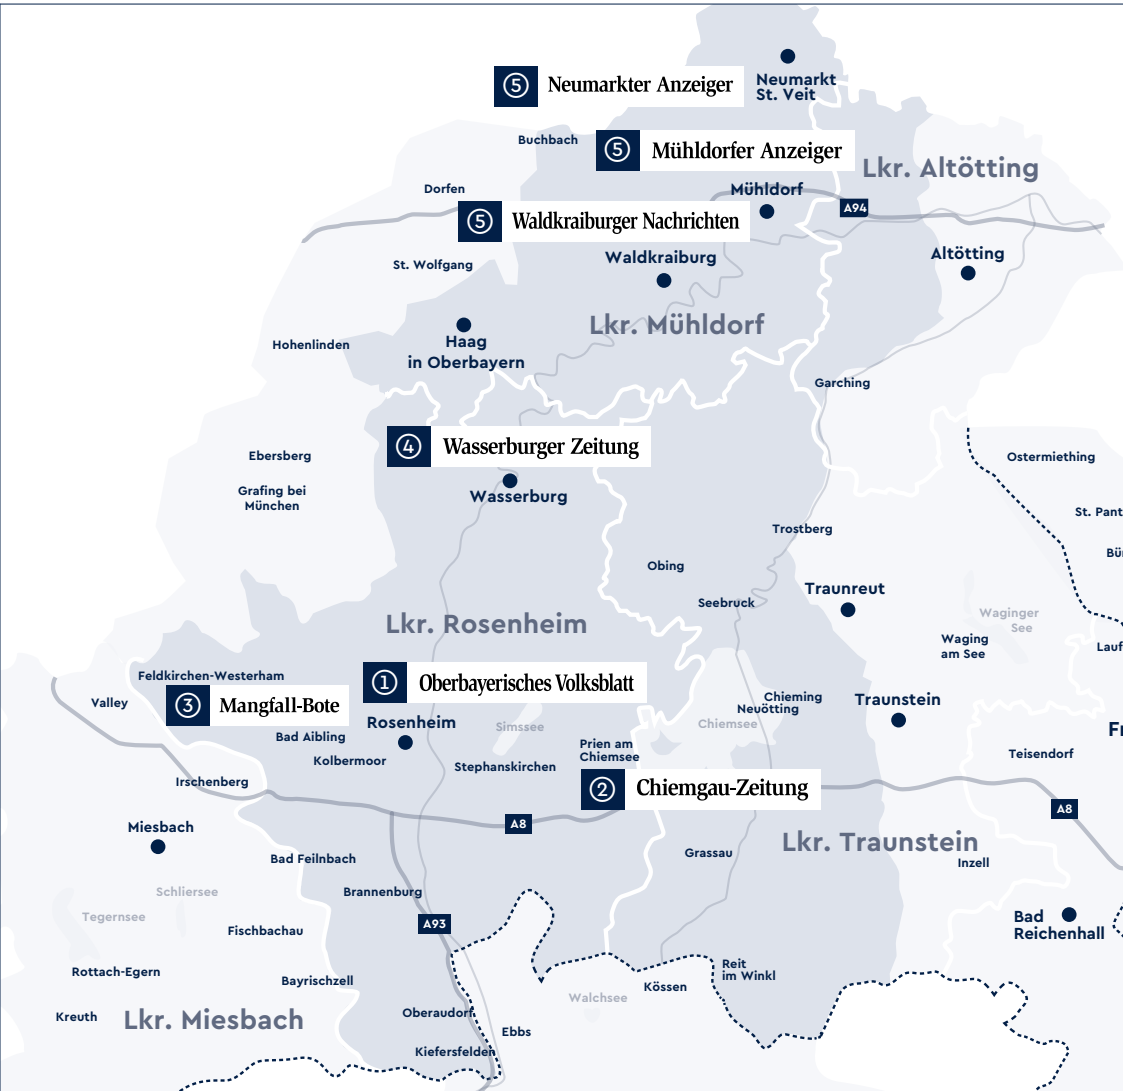 Neumarkt
St. Veit
⑤ Neumarkter Anzeiger
Buchbach
⑤ Mühldorfer Anzeiger
Lkr. Altötting
Dorfen
Mühldorf
A94
⑤ Waldkraiburger Nachrichten
Waldkraiburg
Altötting
St. Wolfgang
Lkr. Mühldorf
Haag
in Oberbayern
Hohenlinden
Garching
④ Wasserburger Zeitung
Ebersberg
Ostermiething
Grafing bei
München
Wasserburg
St. Pant
Trostberg
Bü
Obing
Traunreut
Seebruck
Waginger
See
Lkr. Rosenheim
Waging
am See
Lauf
Feldkirchen-Westerham
① Oberbayerisches Volksblatt
③ Mangfall-Bote
Valley
Chieming
Neuötting
Traunstein
Rosenheim
Simssee
Chiemsee
Fr
Bad Aibling
Prien am
Chiemsee
Kolbermoor
Stephanskirchen
Teisendorf
Irschenberg
② Chiemgau-Zeitung
A8
A8
Miesbach
Lkr. Traunstein
Bad Feilnbach
Grassau
Inzell
Schliersee
Brannenburg
Tegernsee
A93
Bad
Reichenhall
Fischbachau
Rottach-Egern
Bayrischzell
Reit
im Winkl
Kössen
Walchsee
Kreuth
Lkr. Miesbach
Oberaudorf
Ebbs
Kiefersfelden